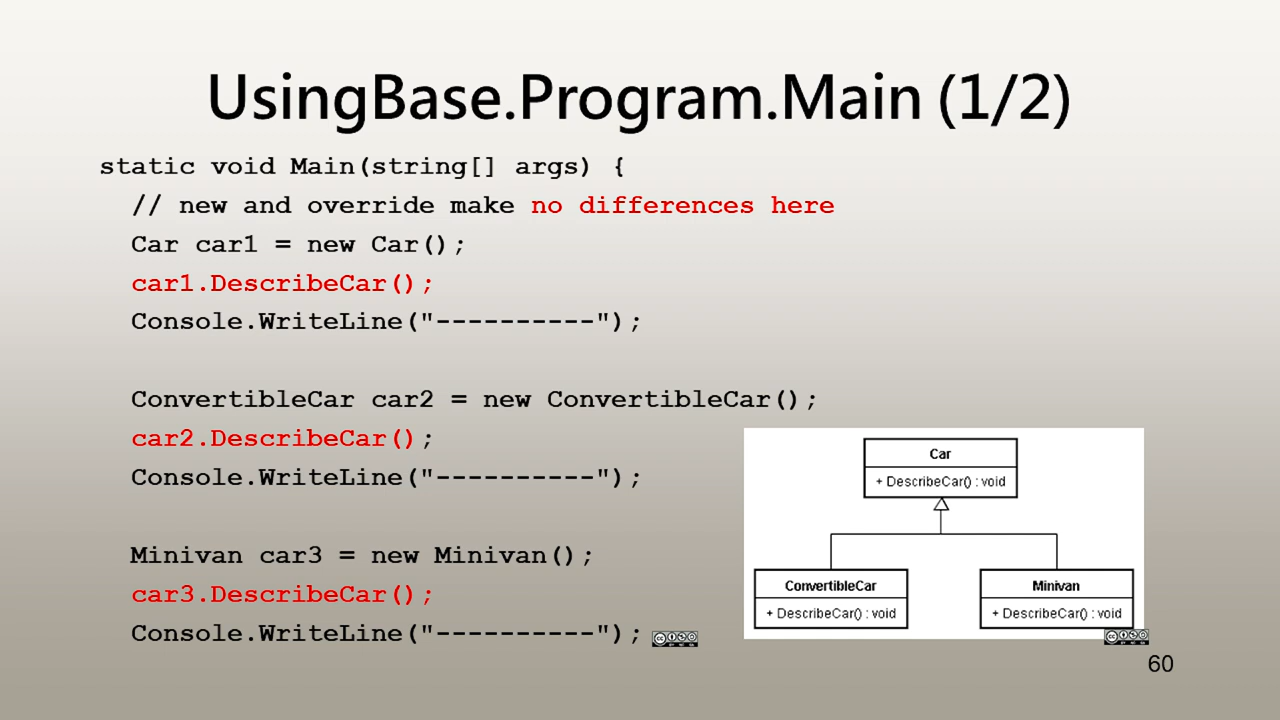 UsingBase.Program.Main (1/2)
static void Main(string[] args) {
// new and override make no differences here
Car car1 = new Car();
car1.DescribeCar();
Console.WriteLine("----------");
ConvertibleCar car2 = new ConvertibleCar();
car2.DescribeCar();
Console.WriteLine("----------");
Minivan car3 = new Minivan();
car3.DescribeCar();
Console.WriteLine("----------");
Car
+ DescribeCar() : void
ConvertibleCar
+ DescribeCar() : void
Minivan
+ DescribeCar() : void
60